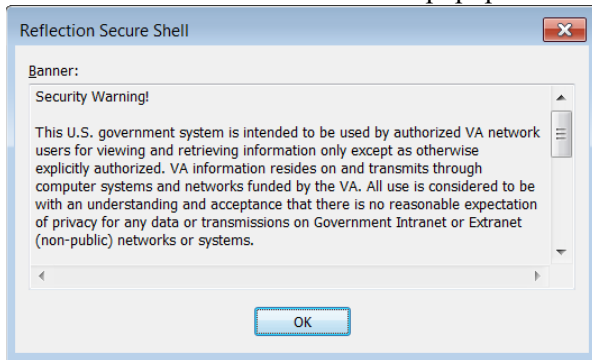 Reflection Secure Shell
Banner:
Security Warning!
This U.S. government system is intended to be used by authorized VA network
users for viewing and retrieving information only except as otherwise
explicitly authorized. VA information resides on and transmits through
computer systems and networks funded by the VA. All use is considered to be
with an understanding and acceptance that there is no reasonable expectation
of privacy for any data or transmissions on Government Intranet or Extranet
(non-public) networks or systems.
OK